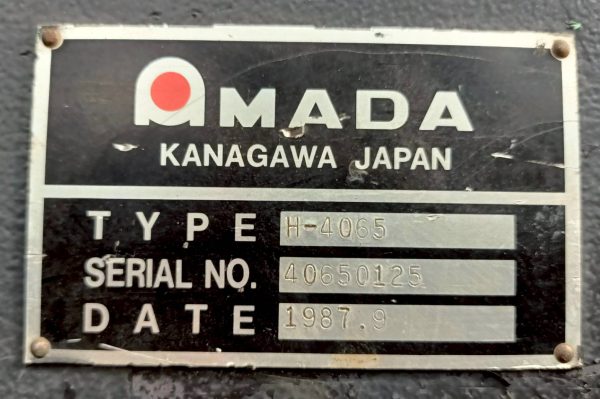 AMADA
KANAGAWA JAPAN
TYPE H-4065
SERIAL NO. 40650125
DATE 1987.9